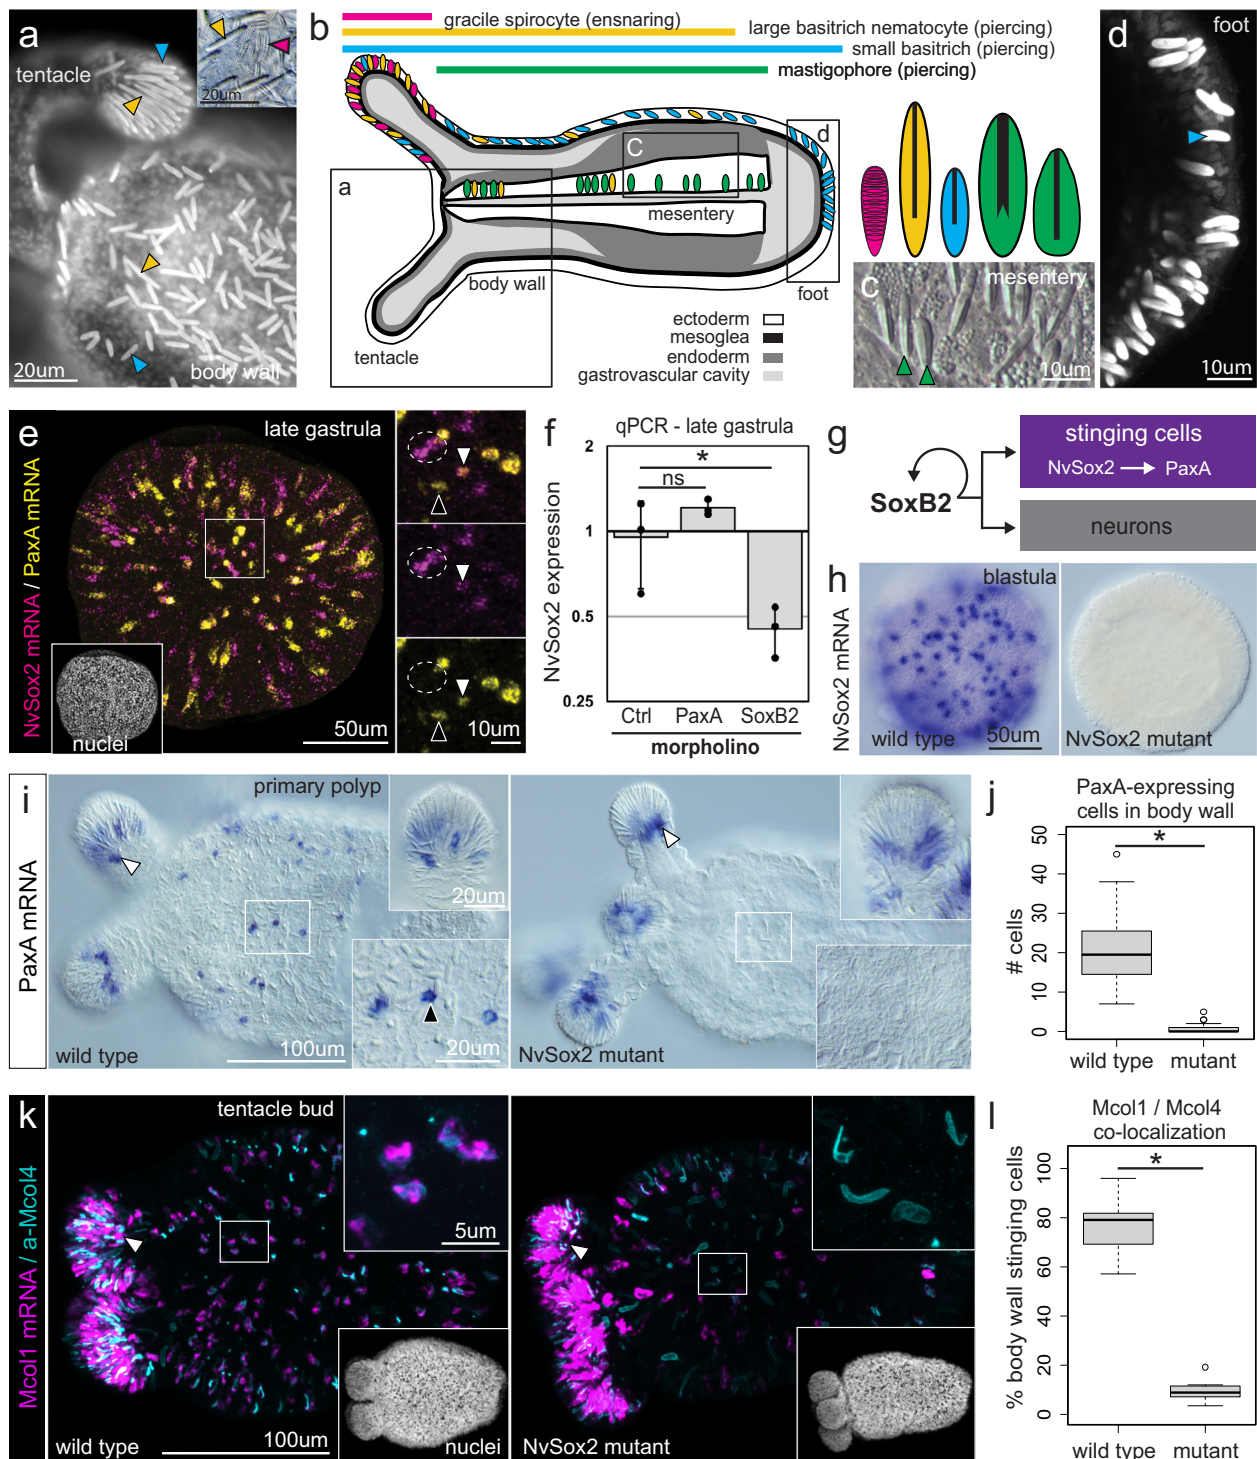 a
tentacle
20um
20um
body wall
b
gracile spirocyte (ensnaring)
large basitrich nematocyte (piercing)
small basitrich (piercing)
mastigophore (piercing)
a
C
d
mesentery
body wall
foot
tentacle
ectoderm
mesoglea
endoderm
gastrovascular cavity
c
mesentery
10um
d
foot
10um
e
late gastrula
NvSox2 mRNA / PaxA mRNA
nuclei
50um
10um
f
qPCR - late gastrula
NvSox2 expression
2
1
0.5
0.25
*
ns
Ctrl PaxA SoxB2
morpholino
g
SoxB2
stinging cells
NvSox2 → PaxA
neurons
h
blastula
NvSox2 mRNA
wild type
50um
NvSox2 mutant
i
primary polyp
PaxA mRNA
20um
wild type
100um
20um
NvSox2 mutant
j
PaxA-expressing
cells in body wall
# cells
50
40
30
20
10
0
*
wild type mutant
k
tentacle bud
Mcol1 mRNA / a-Mcol4
5um
wild type
100um
nuclei
NvSox2 mutant
l
Mcol1 / Mcol4
co-localization
% body wall stinging cells
100
80
60
40
20
0
*
wild type mutant